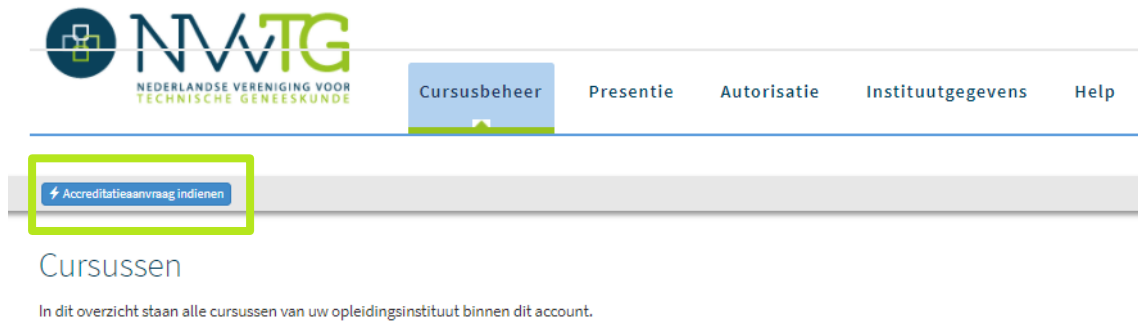 NVvTG
NEDERLANDSE VERENIGING VOOR
TECHNISCHE GENEESKUNDE
Cursusbeheer Presentie Autorisatie Instituutgegevens Help
Accreditatieaanvraag indienen
Cursussen
In dit overzicht staan alle cursussen van uw opleidingsinstituut binnen dit account.